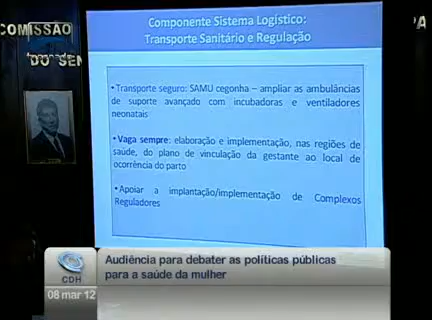 COMISSÃO
PA
DO SEN
Componente Sistema Logístico:
Transporte Sanitário e Regulação
•Transporte seguro: SAMU cegonha – ampliar as ambulâncias
de suporte avançado com incubadoras e ventiladores
neonatais
•Vaga sempre: elaboração e implementação, nas regiões de
saúde, do plano de vinculação da gestante ao local de
ocorrência do parto
•Apoiar a implantação/implementação de Complexos
Reguladores
Audiência para debater as políticas públicas
para a saúde da mulher
CDH
08 mar 12